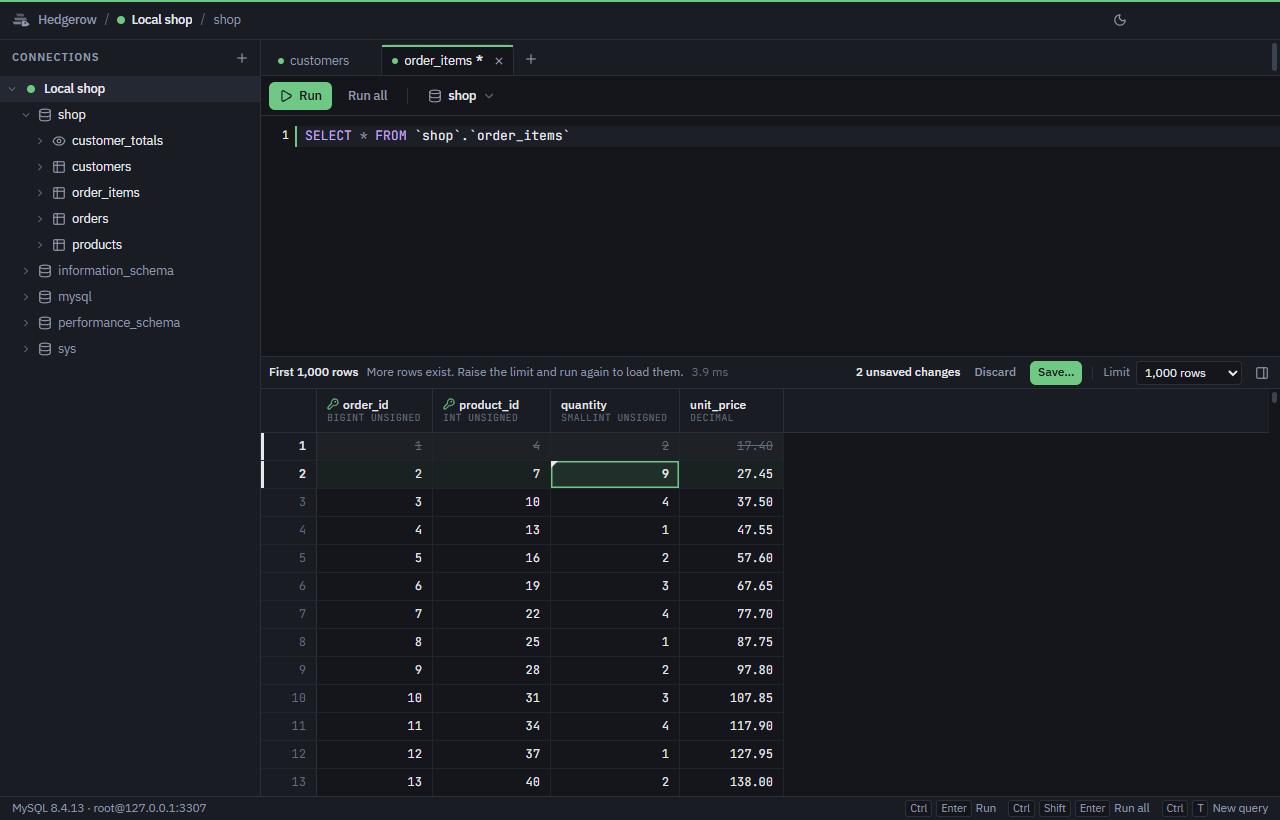 Hedgerow / Local shop / shop
CONNECTIONS
Local shop
shop
customer_totals
customers
order_items
orders
products
information_schema
mysql
performance_schema
sys
customers
order_items *
Run Run all shop
1 SELECT * FROM `shop`.`order_items`
First 1,000 rows More rows exist. Raise the limit and run again to load them. 3.9 ms 2 unsaved changes Discard Save... Limit 1,000 rows
order_id product_id quantity unit_price
BIGINT UNSIGNED INT UNSIGNED SMALLINT UNSIGNED DECIMAL
1 1 4 2 17.40
2 2 7 9 27.45
3 3 10 4 37.50
4 4 13 1 47.55
5 5 16 2 57.60
6 6 19 3 67.65
7 7 22 4 77.70
8 8 25 1 87.75
9 9 28 2 97.80
10 10 31 3 107.85
11 11 34 4 117.90
12 12 37 1 127.95
13 13 40 2 138.00
MySQL 8.4.13 · root@127.0.0.1:3307 Ctrl Enter Run Ctrl Shift Enter Run all Ctrl T New query